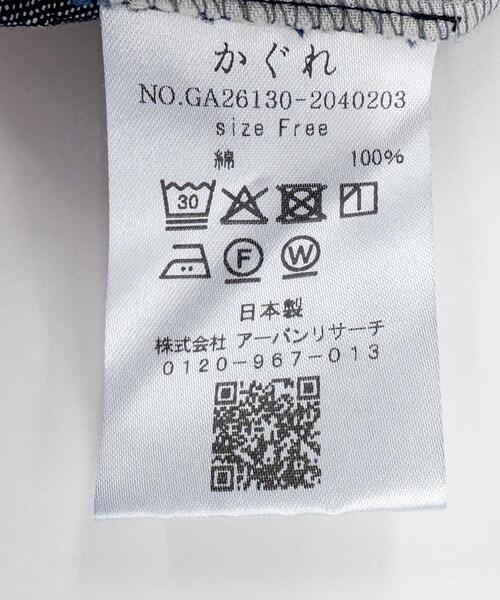 かぐれ
NO.GA26130-2040203
size Free
綿 100%
30
F W
日本製
株式会社 アーバンリサーチ
0120-967-013